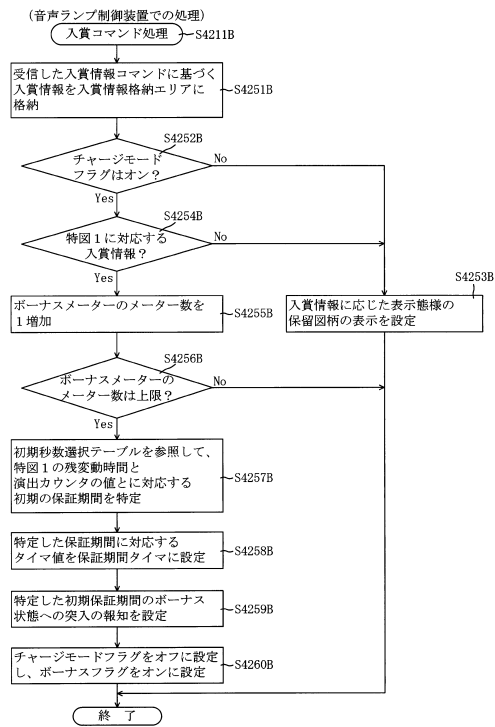 (音声ランプ制御装置での処理)
入賞コマンド処理
S4211B
受信した入賞情報コマンドに基づく
入賞情報を入賞情報格納エリアに
格納
S4251B
S4252B
チャージモード
フラグはオン?
No
Yes
S4254B
特図1に対応する
入賞情報?
No
Yes
S4253B
入賞情報に応じた表示態様の
保留図柄の表示を設定
ボーナスメーターのメーター数を
1増加
S4255B
S4256B
ボーナスメーターの
メーター数は上限?
No
Yes
初期秒数選択テーブルを参照して、
特図1の残変動時間と
演出カウンタの値とに対応する
初期の保証期間を特定
S4257B
特定した保証期間に対応する
タイマ値を保証期間タイマに設定
S4258B
特定した初期保証期間のボーナス
状態への突入の報知を設定
S4259B
チャージモードフラグをオフに設定
し、ボーナスフラグをオンに設定
S4260B
終 了